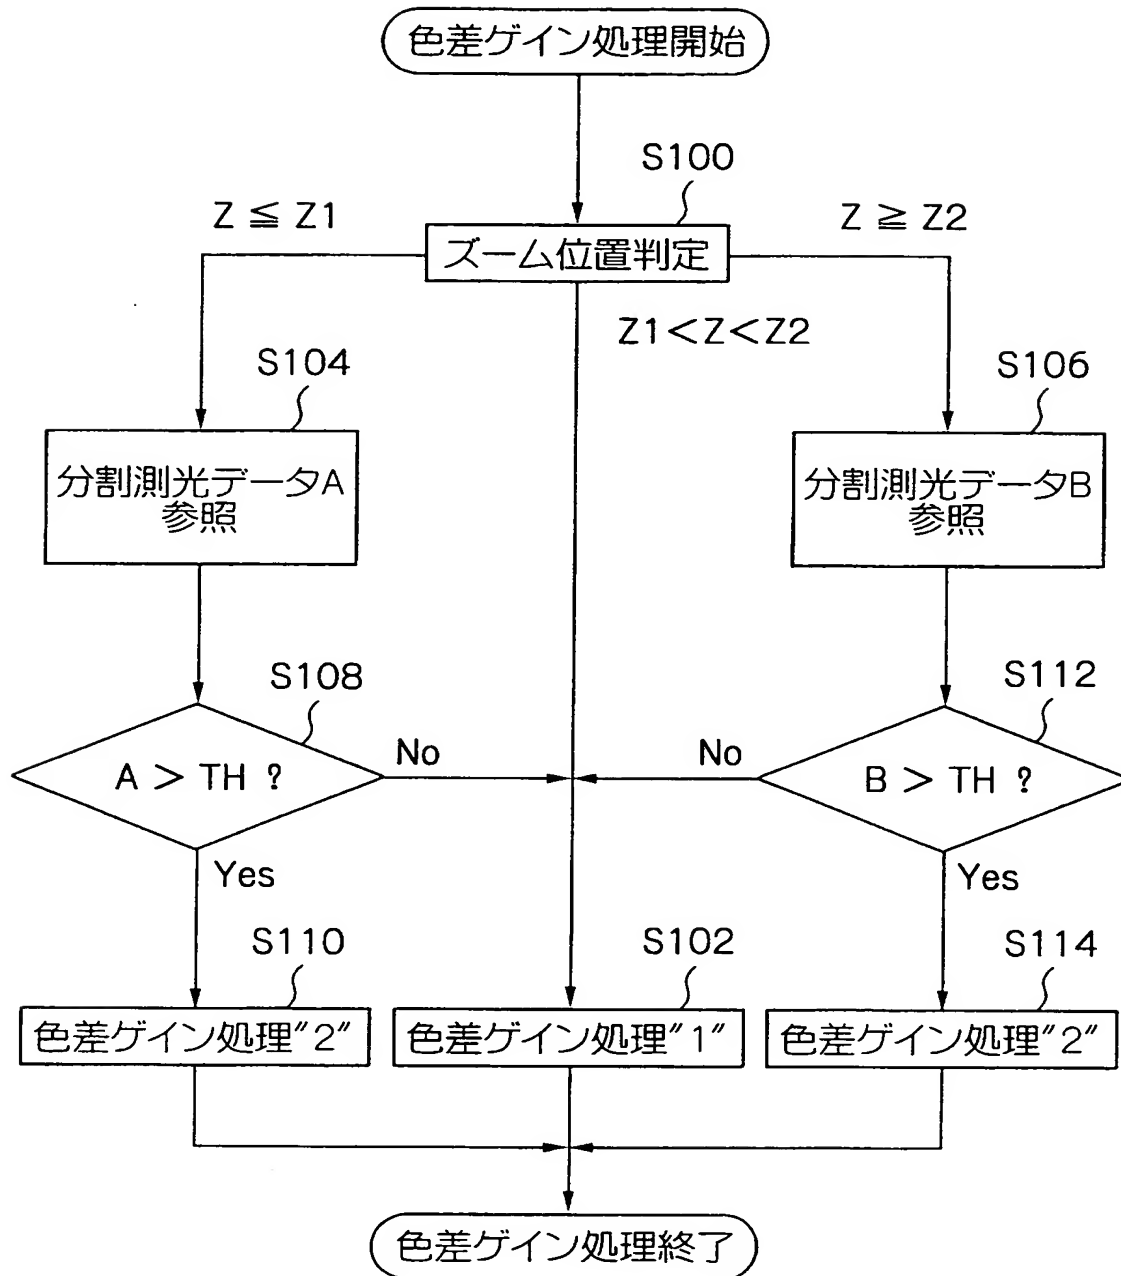 色差ゲイン処理開始
S100
Z ≦ Z1
Z ≧ Z2
ズーム位置判定
Z1<Z<Z2
S104
S106
分割測光データA
参照
分割測光データB
参照
S108
S112
A > TH ?
No
No
B > TH ?
Yes
Yes
S110
S102
S114
色差ゲイン処理"2"
色差ゲイン処理"1"
色差ゲイン処理"2"
色差ゲイン処理終了